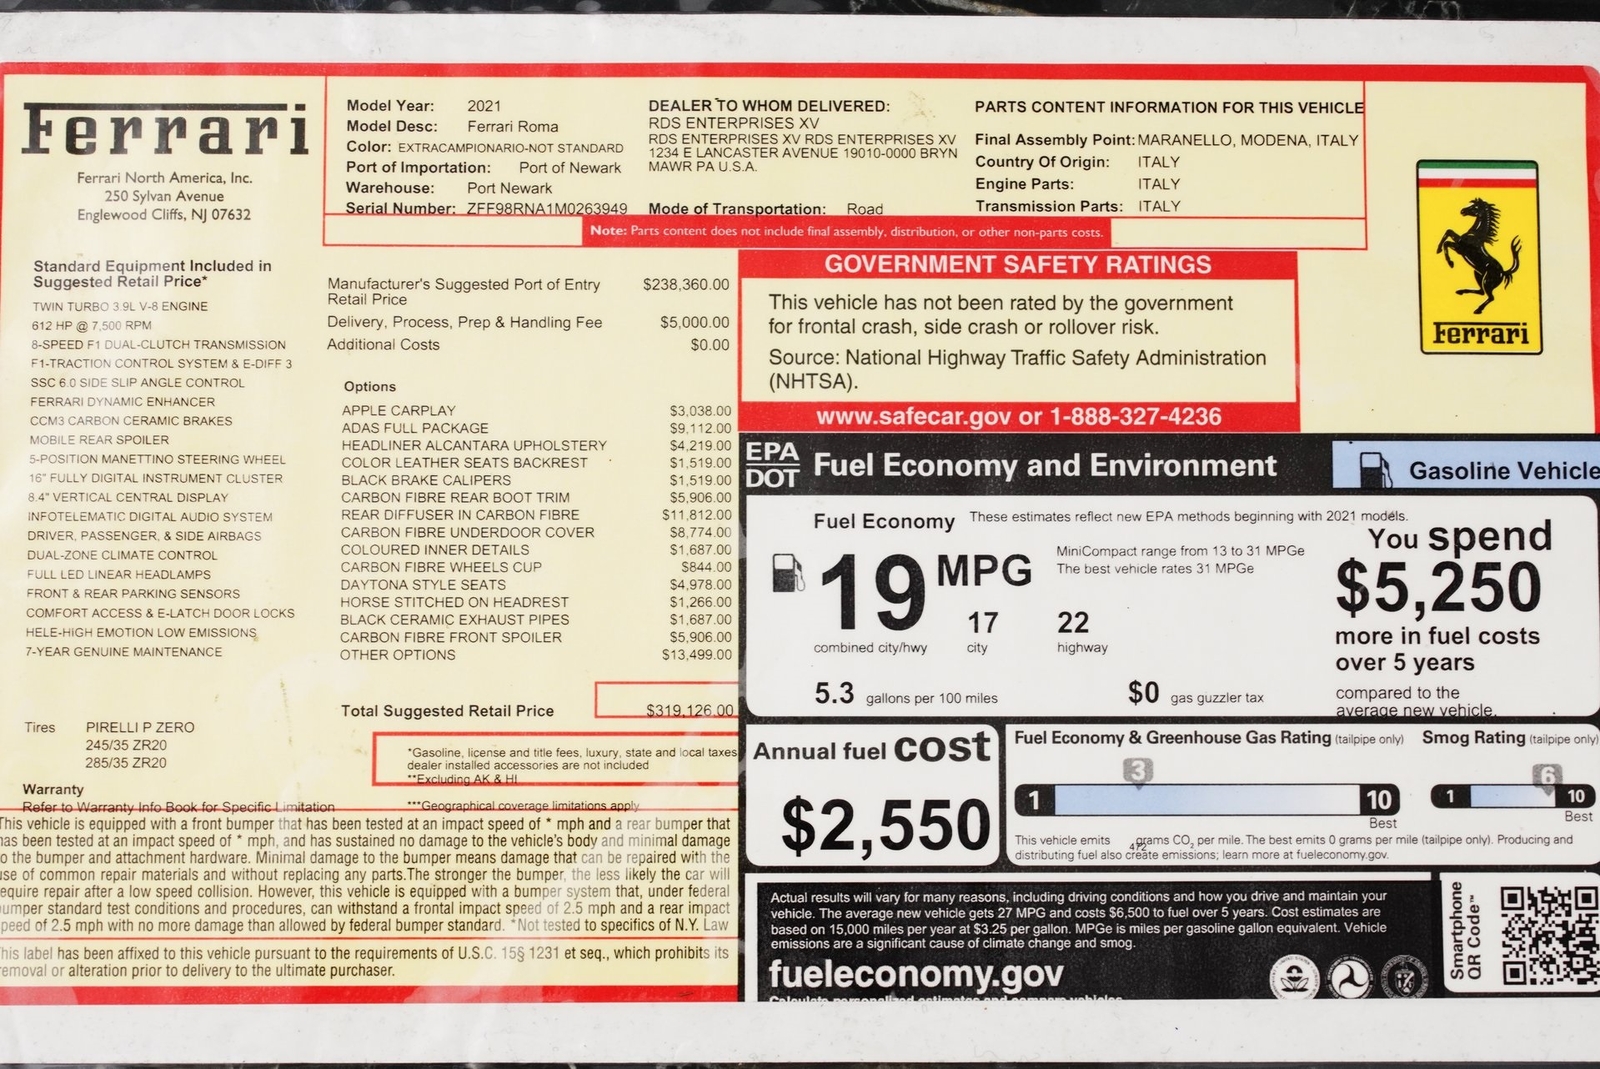 Ferrari
Ferrari North America, Inc.
250 Sylvan Avenue
Englewood Cliffs, NJ 07632
Model Year: 2021
Model Desc: Ferrari Roma
Color: EXTRACAMPIONARIO-NOT STANDARD
Port of Importation: Port of Newark
Warehouse: Port Newark
Serial Number: ZFF98RNA1M0263949
DEALER TO WHOM DELIVERED:
RDS ENTERPRISES XV
RDS ENTERPRISES XV RDS ENTERPRISES XV
1234 E LANCASTER AVENUE 19010-0000 BRYN
MAWR PA U.S.A.
Mode of Transportation: Road
PARTS CONTENT INFORMATION FOR THIS VEHICLE
Final Assembly Point: MARANELLO, MODENA, ITALY
Country Of Origin: ITALY
Engine Parts: ITALY
Transmission Parts: ITALY
Note: Parts content does not include final assembly, distribution, or other non-parts costs.
Ferrari
Standard Equipment Included in
Suggested Retail Price*
TWIN TURBO 3.9L V-8 ENGINE
612 HP @ 7,500 RPM
8-SPEED F1 DUAL-CLUTCH TRANSMISSION
F1-TRACTION CONTROL SYSTEM & E-DIFF 3
SSC 6.0 SIDE SLIP ANGLE CONTROL
FERRARI DYNAMIC ENHANCER
CCM3 CARBON CERAMIC BRAKES
MOBILE REAR SPOILER
5-POSITION MANETTINO STEERING WHEEL
16" FULLY DIGITAL INSTRUMENT CLUSTER
8.4" VERTICAL CENTRAL DISPLAY
INFOTELEMATIC DIGITAL AUDIO SYSTEM
DRIVER, PASSENGER, & SIDE AIRBAGS
DUAL-ZONE CLIMATE CONTROL
FULL LED LINEAR HEADLAMPS
FRONT & REAR PARKING SENSORS
COMFORT ACCESS & E-LATCH DOOR LOCKS
HELE-HIGH EMOTION LOW EMISSIONS
7-YEAR GENUINE MAINTENANCE
Tires PIRELLI P ZERO
245/35 ZR20
285/35 ZR20
Warranty
Refer to Warranty Info Book for Specific Limitation
Manufacturer's Suggested Port of Entry
Retail Price $238,360.00
Delivery, Process, Prep & Handling Fee $5,000.00
Additional Costs $0.00
Options
APPLE CARPLAY $3,038.00
ADAS FULL PACKAGE $9,112.00
HEADLINER ALCANTARA UPHOLSTERY $4,219.00
COLOR LEATHER SEATS BACKREST $1,519.00
BLACK BRAKE CALIPERS $1,519.00
CARBON FIBRE REAR BOOT TRIM $5,906.00
REAR DIFFUSER IN CARBON FIBRE $11,812.00
CARBON FIBRE UNDERDOOR COVER $8,774.00
COLOURED INNER DETAILS $1,687.00
CARBON FIBRE WHEELS CUP $844.00
DAYTONA STYLE SEATS $4,978.00
HORSE STITCHED ON HEADREST $1,266.00
BLACK CERAMIC EXHAUST PIPES $1,687.00
CARBON FIBRE FRONT SPOILER $5,906.00
OTHER OPTIONS $13,499.00
Total Suggested Retail Price $319,126.00
*Gasoline, license and title fees, luxury, state and local taxes
dealer installed accessories are not included
**Excluding AK & HI
***Geographical coverage limitations apply
This vehicle is equipped with a front bumper that has been tested at an impact speed of * mph and a rear bumper that
has been tested at an impact speed of * mph, and has sustained no damage to the vehicle's body and minimal damage
to the bumper and attachment hardware. Minimal damage to the bumper means damage that can be repaired with the
use of common repair materials and without replacing any parts.The stronger the bumper, the less likely the car will
equire repair after a low speed collision. However, this vehicle is equipped with a bumper system that, under federal
bumper standard test conditions and procedures, can withstand a frontal impact speed of 2.5 mph and a rear impact
speed of 2.5 mph with no more damage than allowed by federal bumper standard. *Not tested to specifics of N.Y. Law
This label has been affixed to this vehicle pursuant to the requirements of U.S.C. 15§ 1231 et seq., which prohibits its
removal or alteration prior to delivery to the ultimate purchaser.
GOVERNMENT SAFETY RATINGS
This vehicle has not been rated by the government
for frontal crash, side crash or rollover risk.
Source: National Highway Traffic Safety Administration
(NHTSA).
www.safecar.gov or 1-888-327-4236
EPA
DOT
Fuel Economy and Environment
Gasoline Vehicle
Fuel Economy These estimates reflect new EPA methods beginning with 2021 models.
19 MPG
combined city/hwy
17
city
22
highway
MiniCompact range from 13 to 31 MPGe
The best vehicle rates 31 MPGe
5.3 gallons per 100 miles
$0 gas guzzler tax
You spend
$5,250
more in fuel costs
over 5 years
compared to the
average new vehicle.
Annual fuel cost
$2,550
Fuel Economy & Greenhouse Gas Rating (tailpipe only)
3
1 10
Best
Smog Rating (tailpipe only)
6
1 10
Best
This vehicle emits 472 grams CO2 per mile. The best emits 0 grams per mile (tailpipe only). Producing and
distributing fuel also create emissions; learn more at fueleconomy.gov.
Actual results will vary for many reasons, including driving conditions and how you drive and maintain your
vehicle. The average new vehicle gets 27 MPG and costs $6,500 to fuel over 5 years. Cost estimates are
based on 15,000 miles per year at $3.25 per gallon. MPGe is miles per gasoline gallon equivalent. Vehicle
emissions are a significant cause of climate change and smog.
fueleconomy.gov
Calculate personalized estimates and compare vehicles
Smartphone
QR Code™